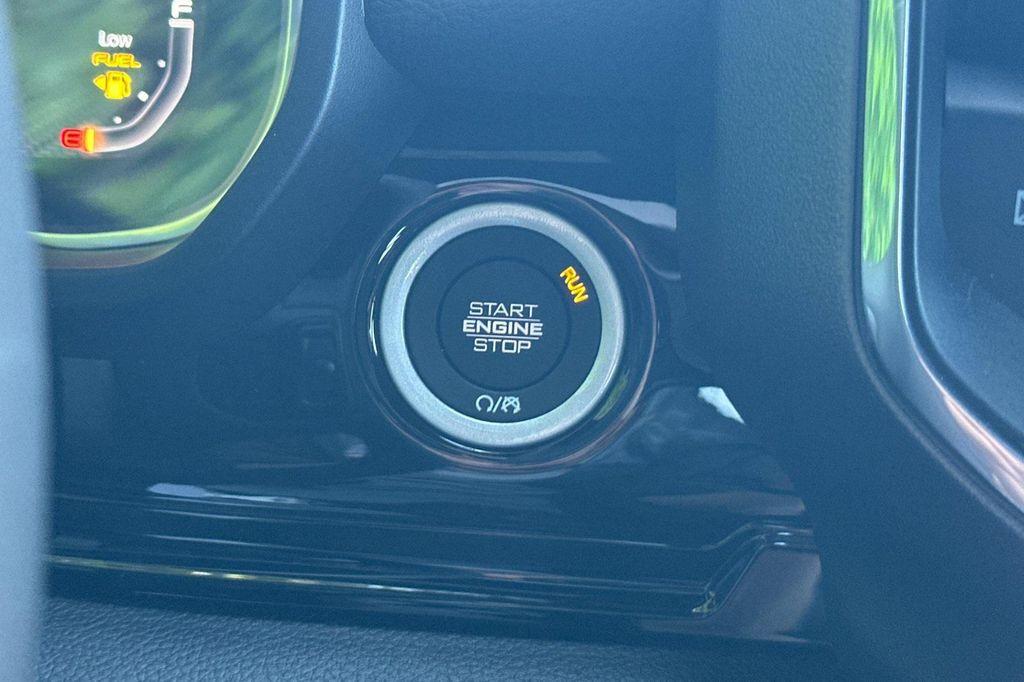 F
Low
FUEL
E
RUN
START
ENGINE
STOP